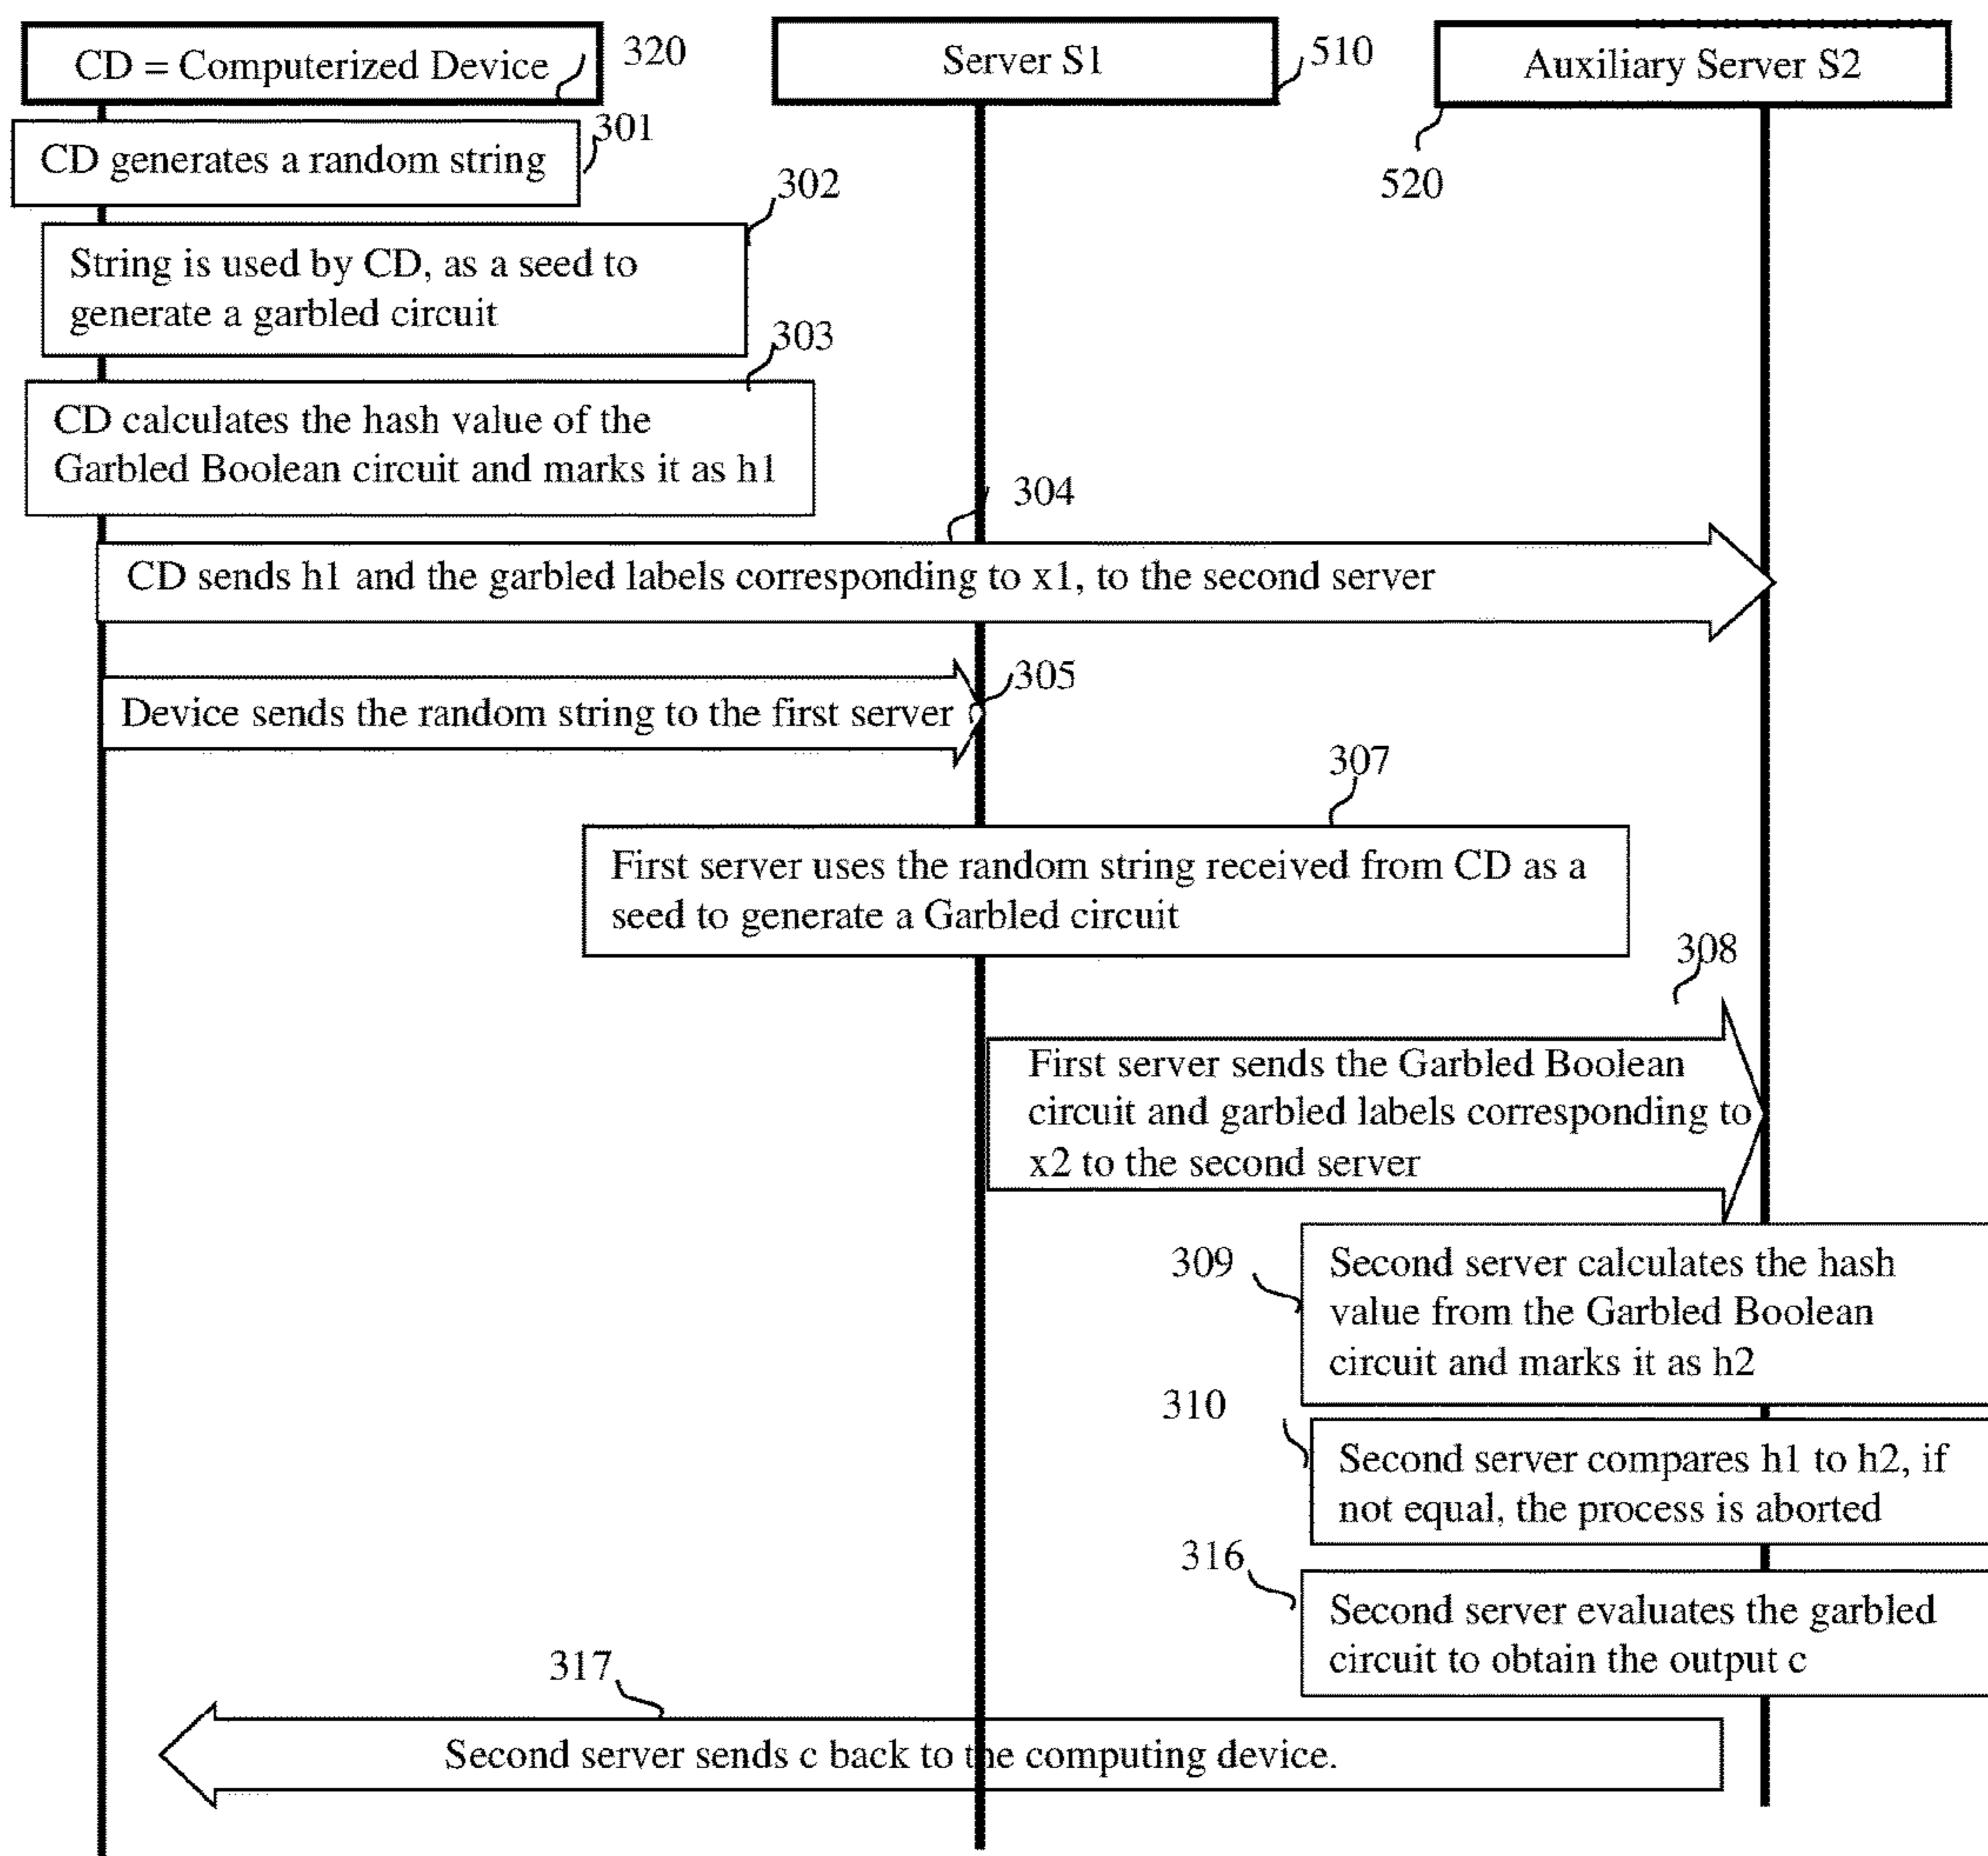 CD = Computerized Device
320
Server S1
510
Auxiliary Server S2
520
CD generates a random string
301
302
String is used by CD, as a seed to
generate a garbled circuit
303
CD calculates the hash value of the
Garbled Boolean circuit and marks it as h1
304
CD sends h1 and the garbled labels corresponding to x1, to the second server
305
Device sends the random string to the first server
307
First server uses the random string received from CD as a
seed to generate a Garbled circuit
308
First server sends the Garbled Boolean
circuit and garbled labels corresponding to
x2 to the second server
309
Second server calculates the hash
value from the Garbled Boolean
circuit and marks it as h2
310
Second server compares h1 to h2, if
not equal, the process is aborted
316
Second server evaluates the garbled
circuit to obtain the output c
317
Second server sends c back to the computing device.